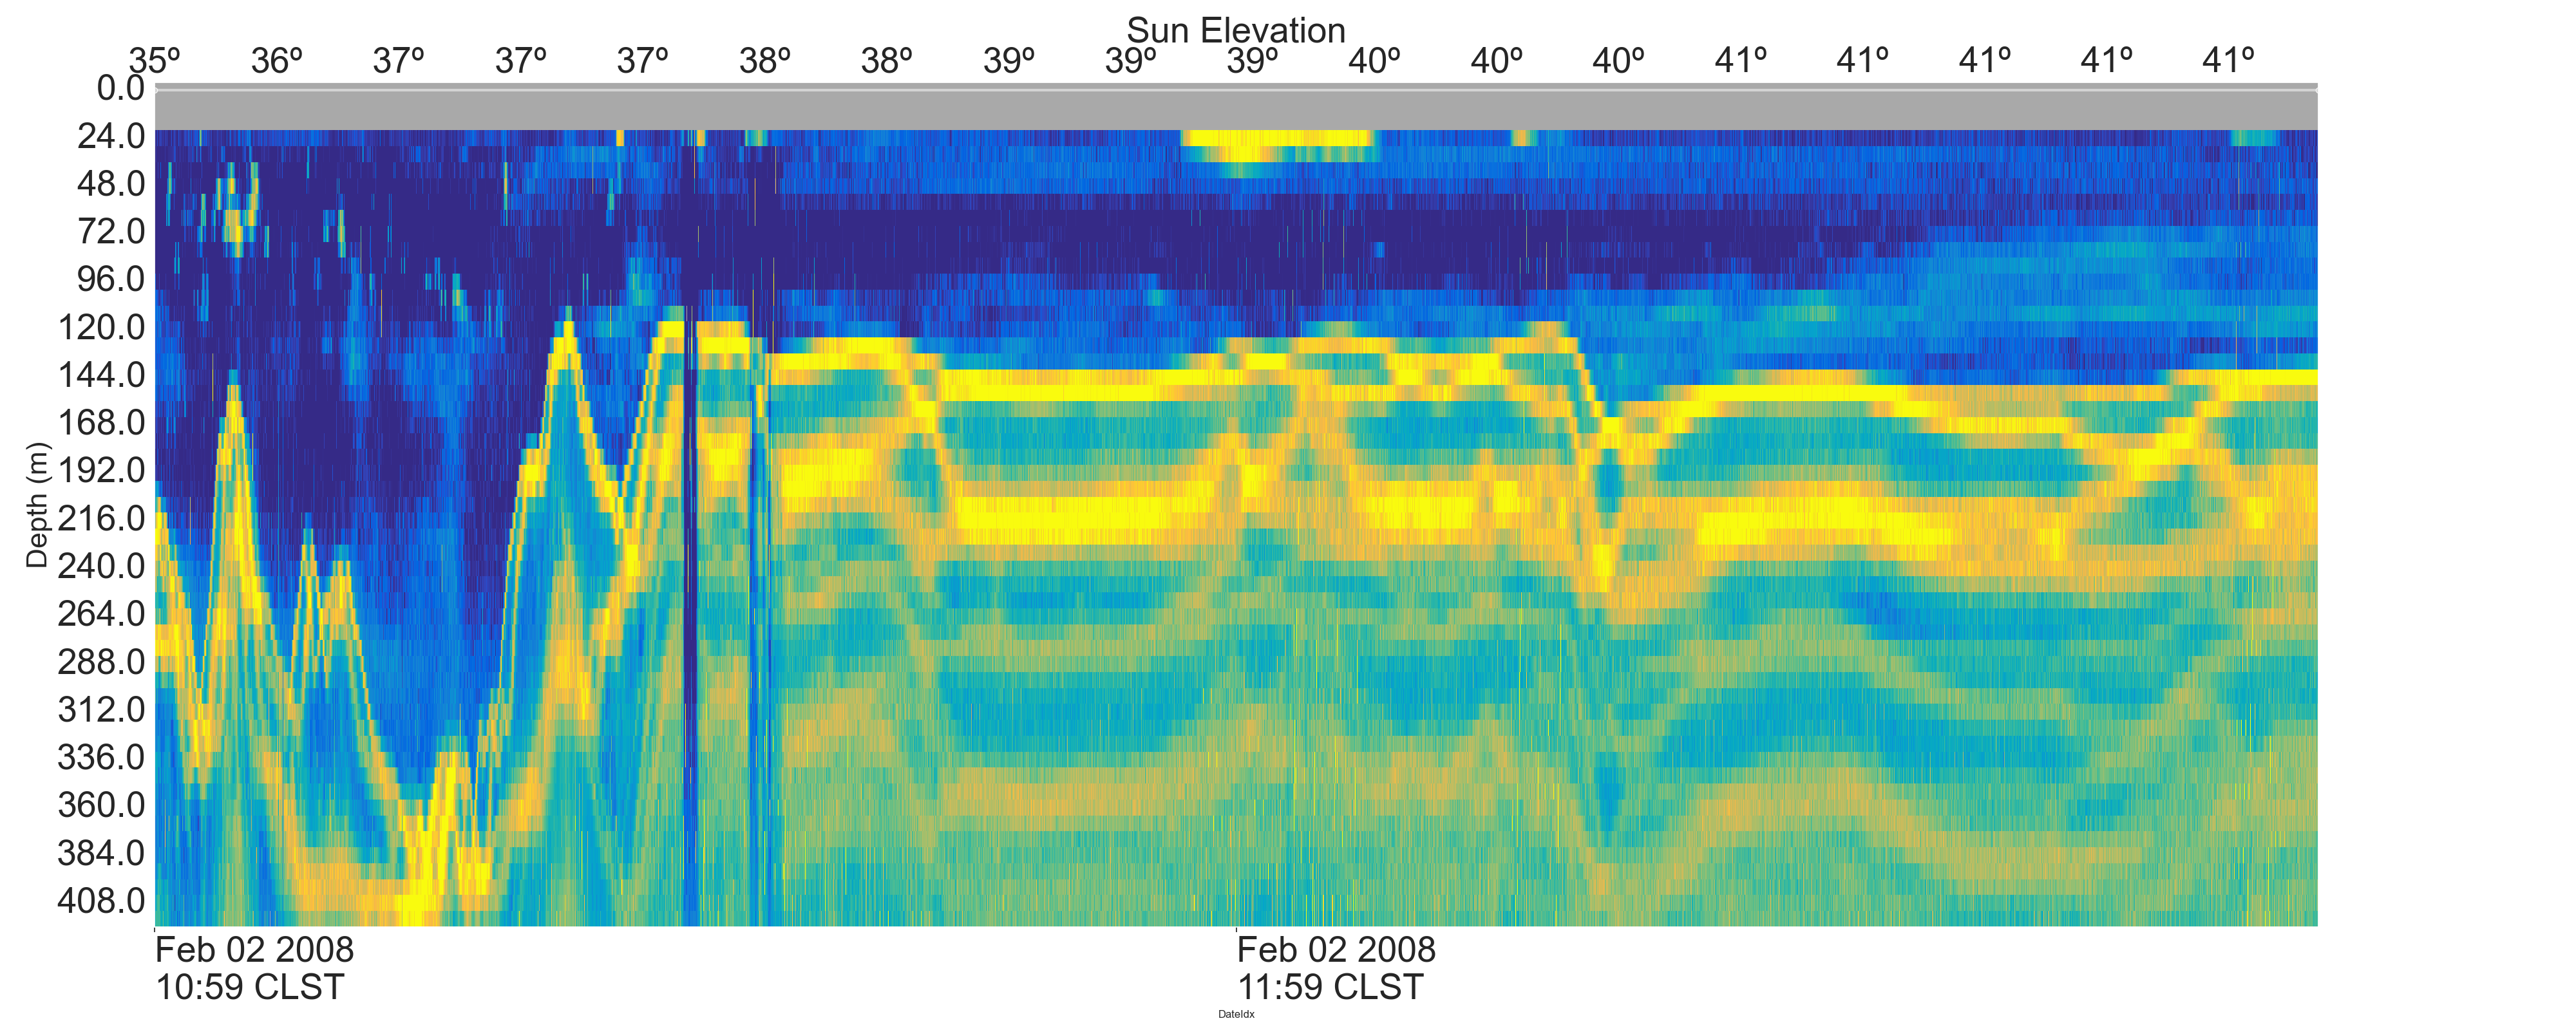 Sun Elevation
35º 36º 37º 37º 37º 38º 38º 39º 39º 39º 40º 40º 40º 41º 41º 41º 41º 41º
0.0
24.0
48.0
72.0
96.0
120.0
144.0
168.0
192.0
216.0
240.0
264.0
288.0
312.0
336.0
360.0
384.0
408.0
Depth (m)
Feb 02 2008
10:59 CLST
Feb 02 2008
11:59 CLST
DateIdx